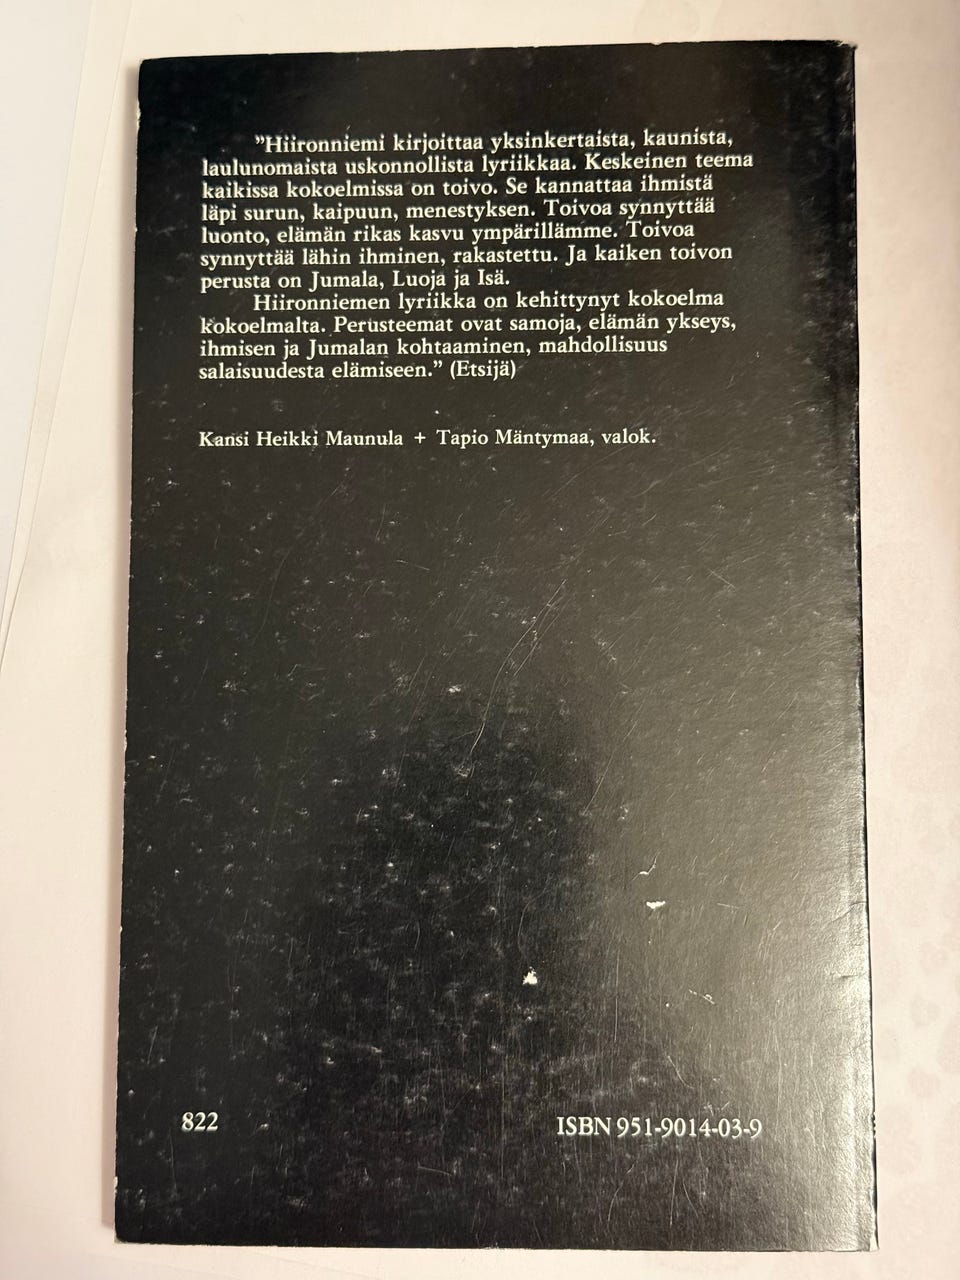 ”Hiironniemi kirjoittaa yksinkertaista, kaunista,
laulunomaista uskonnollista lyriikkaa. Keskeinen teema
kaikissa kokoelmissa on toivo. Se kannattaa ihmistä
läpi surun, kaipuun, menestyksen. Toivoa synnyttää
luonto, elämän rikas kasvu ympärillämme. Toivoa
synnyttää lähin ihminen, rakastettu. Ja kaiken toivon
perusta on Jumala, Luoja ja Isä.
Hiironniemen lyriikka on kehittynyt kokoelma
kokoelmalta. Perusteemat ovat samoja, elämän ykseys,
ihmisen ja Jumalan kohtaaminen, mahdollisuus
salaisuudesta elämiseen.” (Etsijä)
Kansi Heikki Maunula + Tapio Mäntymaa, valok.
822
ISBN 951-9014-03-9